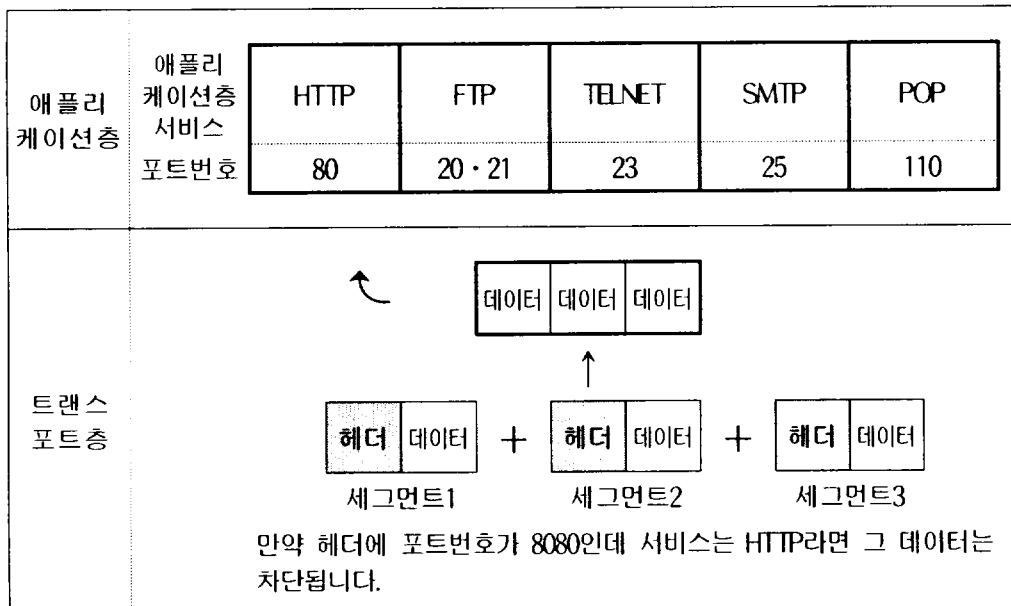 애플리
케이션층
애플리
케이션층
서비스
포트번호
HTTP
FTP
TELNET
SMTP
POP
80
20 · 21
23
25
110
트랜스
포트층
데이터 데이터 데이터
헤더 데이터 + 헤더 데이터 + 헤더 데이터
세그먼트1 세그먼트2 세그먼트3
만약 헤더에 포트번호가 8080인데 서비스는 HTTP라면 그 데이터는
차단됩니다.